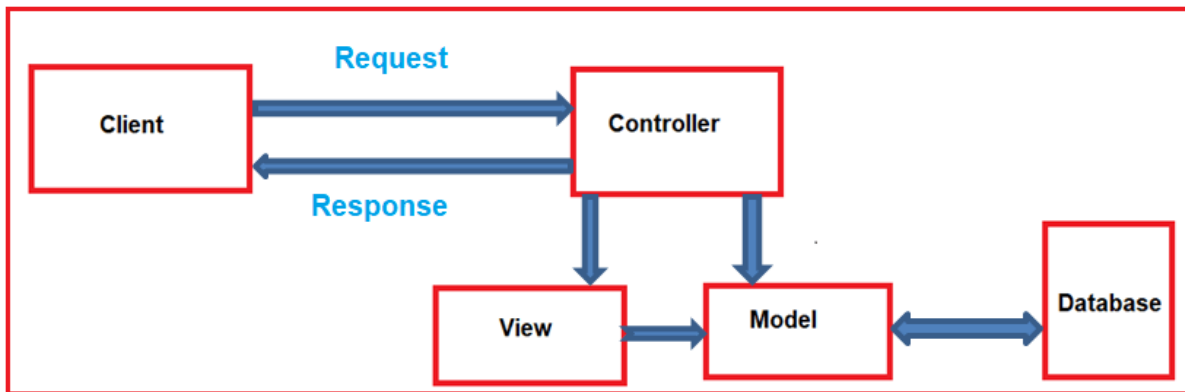 Request
Client
Controller
Response
View
Model
Database